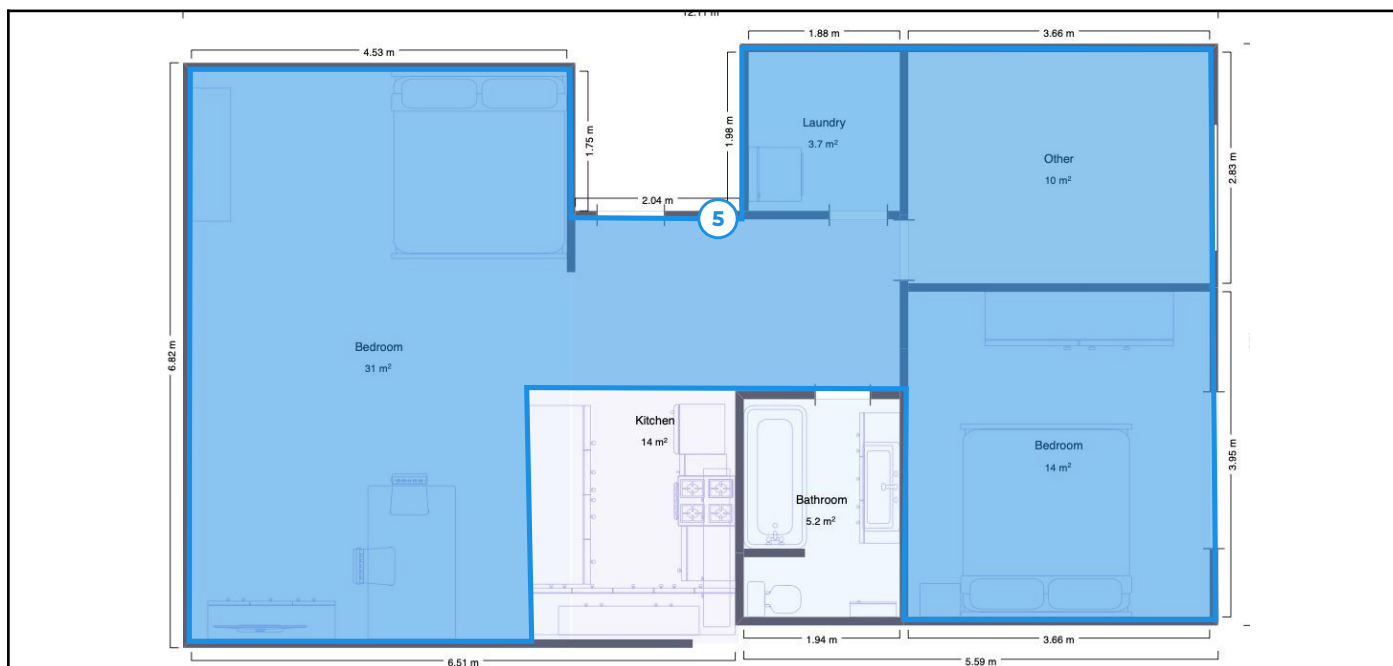 12.11 m
1.88 m
3.66 m
4.53 m
1.75 m
1.98 m
Laundry
3.7 m²
Other
10 m²
2.83 m
2.04 m
5
6.82 m
Bedroom
31 m²
Kitchen
14 m²
Bedroom
14 m²
3.95 m
Bathroom
5.2 m²
1.94 m
3.66 m
6.51 m
5.59 m